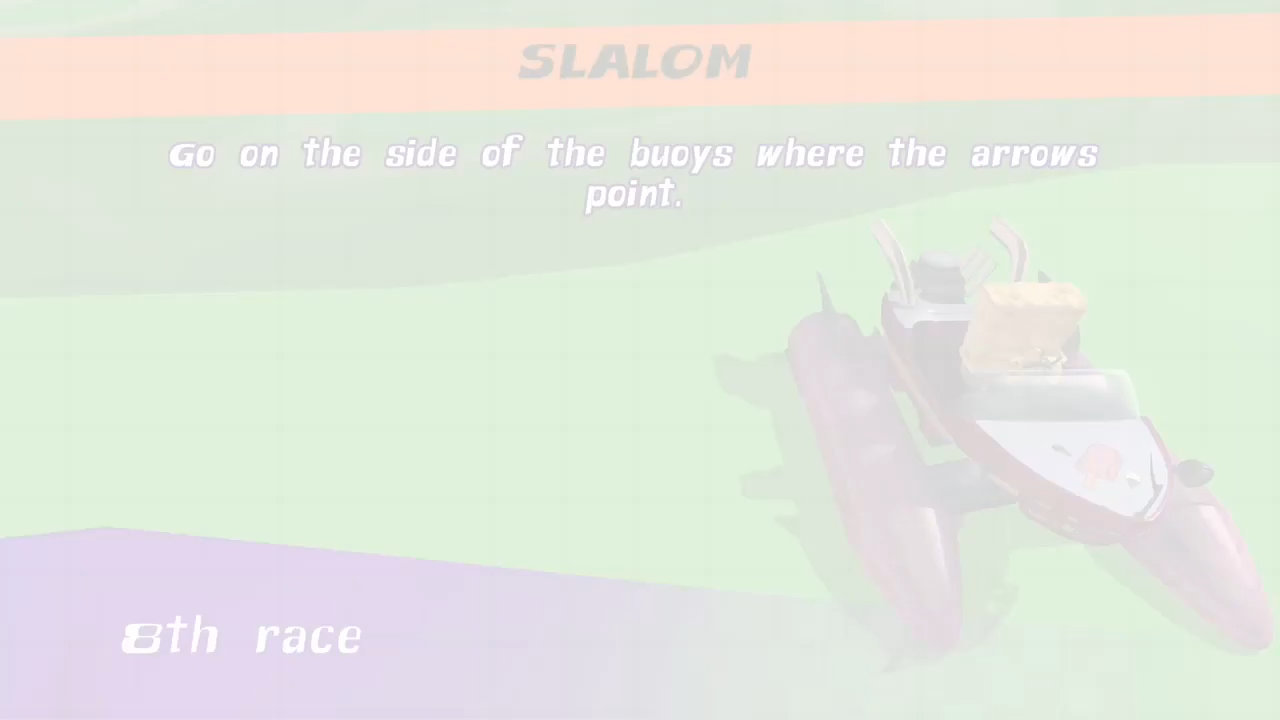 SLALOM
Go on the side of the buoys where the arrows
point.
8th race